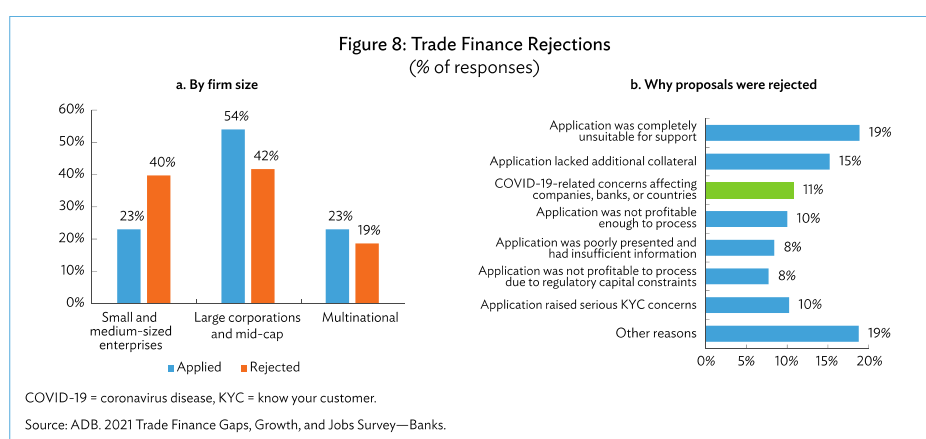 Figure 8: Trade Finance Rejections
(% of responses)
a. By firm size
60%
50%
40%
30%
20%
10%
0%
23%
40%
54%
42%
23%
19%
Small and
medium-sized
enterprises
Large corporations
and mid-cap
Multinational
Applied
Rejected
b. Why proposals were rejected
Application was completely
unsuitable for support
19%
Application lacked additional collateral
15%
COVID-19-related concerns affecting
companies, banks, or countries
11%
Application was not profitable
enough to process
10%
Application was poorly presented and
had insufficient information
8%
Application was not profitable to process
due to regulatory capital constraints
8%
Application raised serious KYC concerns
10%
Other reasons
19%
0%
5%
10%
15%
20%
COVID-19 = coronavirus disease, KYC = know your customer.
Source: ADB. 2021 Trade Finance Gaps, Growth, and Jobs Survey—Banks.